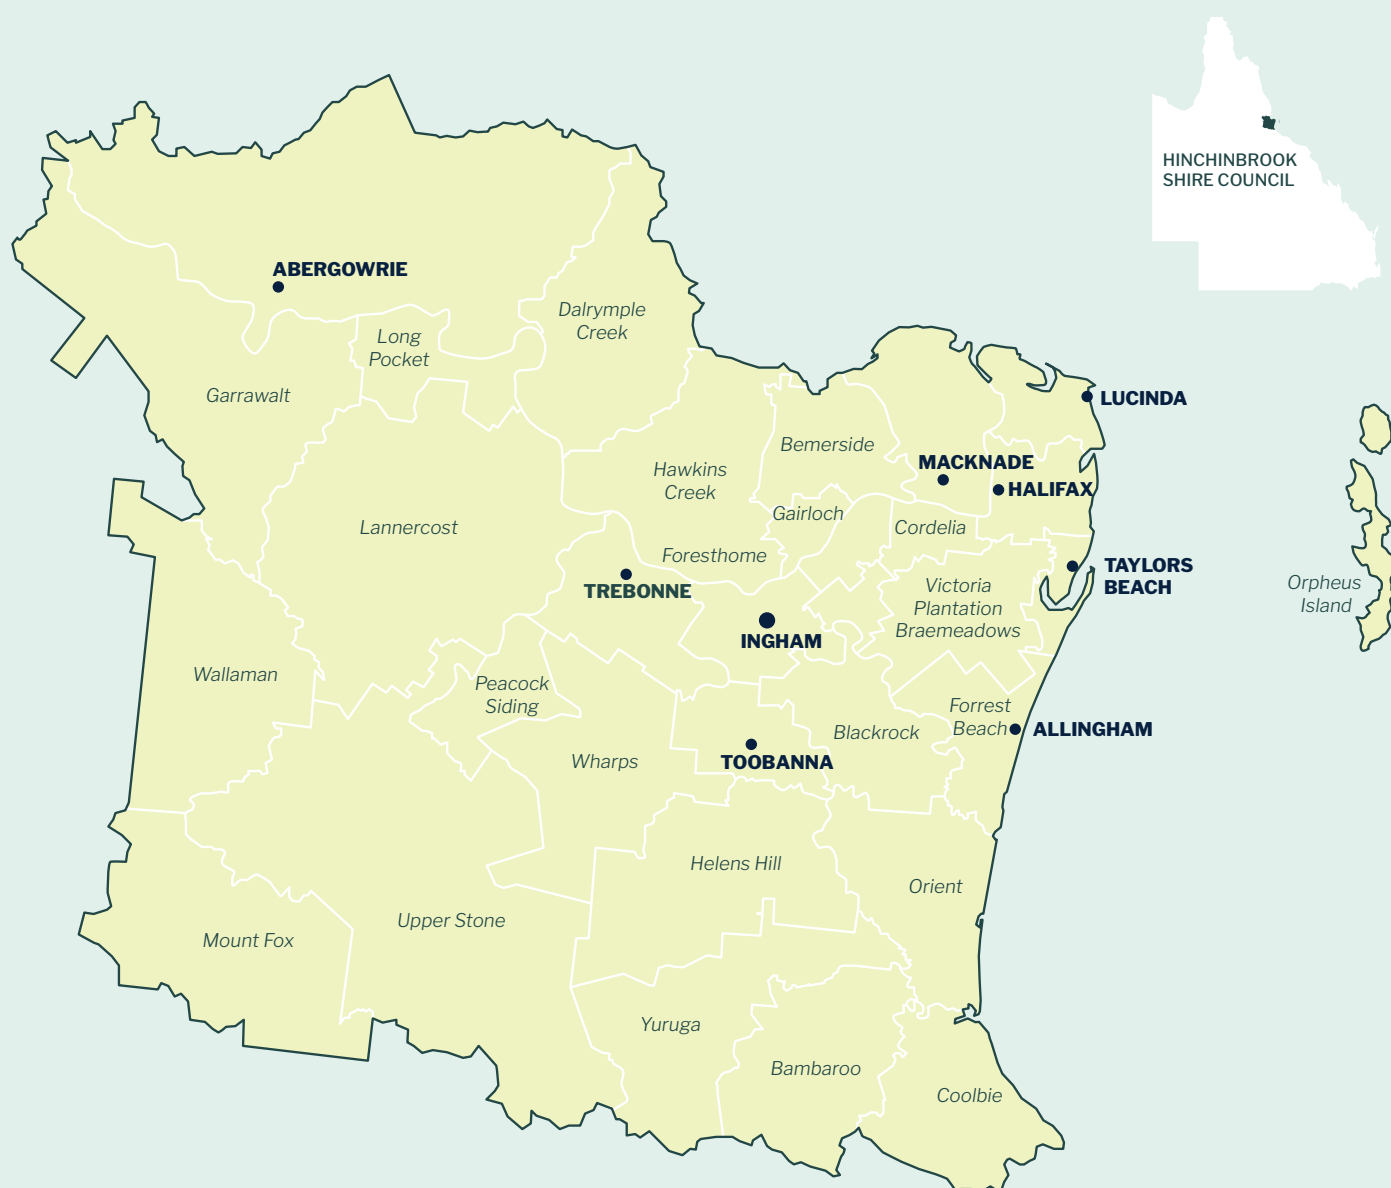 HINCHINBROOK
SHIRE COUNCIL
ABERGOWRIE
Dalrymple
Creek
Long
Pocket
Garrawalt
LUCINDA
Bemerside
MACKNADE
HALIFAX
Hawkins
Creek
Gairloch
Cordelia
Lannercost
Foresthome
TAYLORS
BEACH
TREBONNE
Victoria
Plantation
Braemeadows
Orpheus
Island
INGHAM
Wallaman
Peacock
Siding
Forrest
Beach
ALLINGHAM
Blackrock
Wharps
TOOBANNA
Helens Hill
Orient
Upper Stone
Mount Fox
Yuruga
Bambaroo
Coolbie